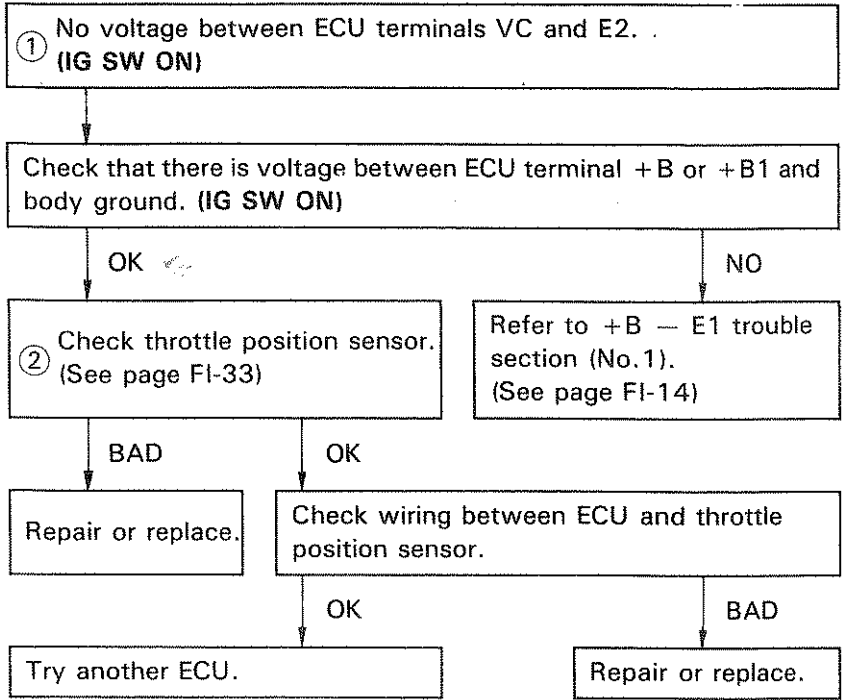 ① No voltage between ECU terminals VC and E2.
(IG SW ON)
Check that there is voltage between ECU terminal +B or +B1 and
body ground. (IG SW ON)
OK
NO
② Check throttle position sensor.
(See page FI-33)
Refer to +B — E1 trouble
section (No.1).
(See page FI-14)
BAD
OK
Repair or replace.
Check wiring between ECU and throttle
position sensor.
OK
BAD
Try another ECU.
Repair or replace.